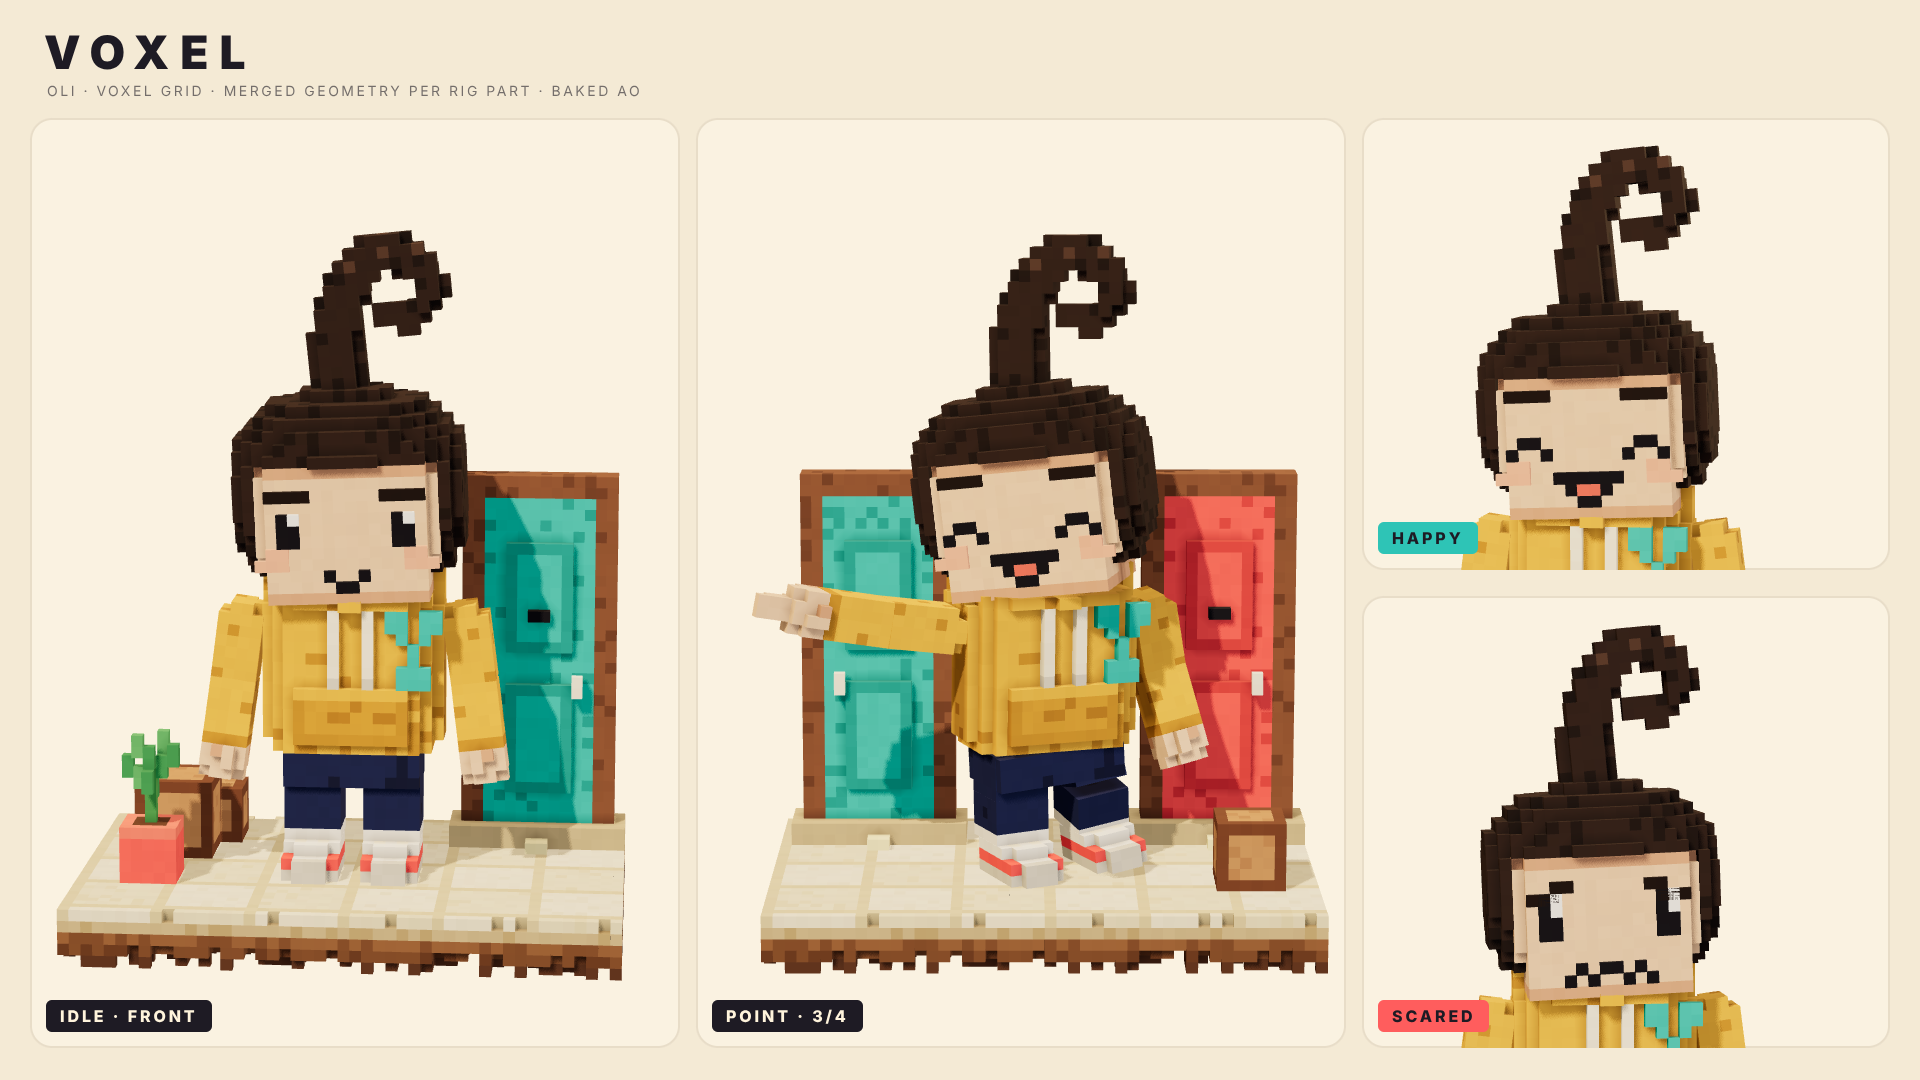 VOXEL
OLI · VOXEL GRID · MERGED GEOMETRY PER RIG PART · BAKED AO
IDLE · FRONT
POINT · 3/4
HAPPY
SCARED